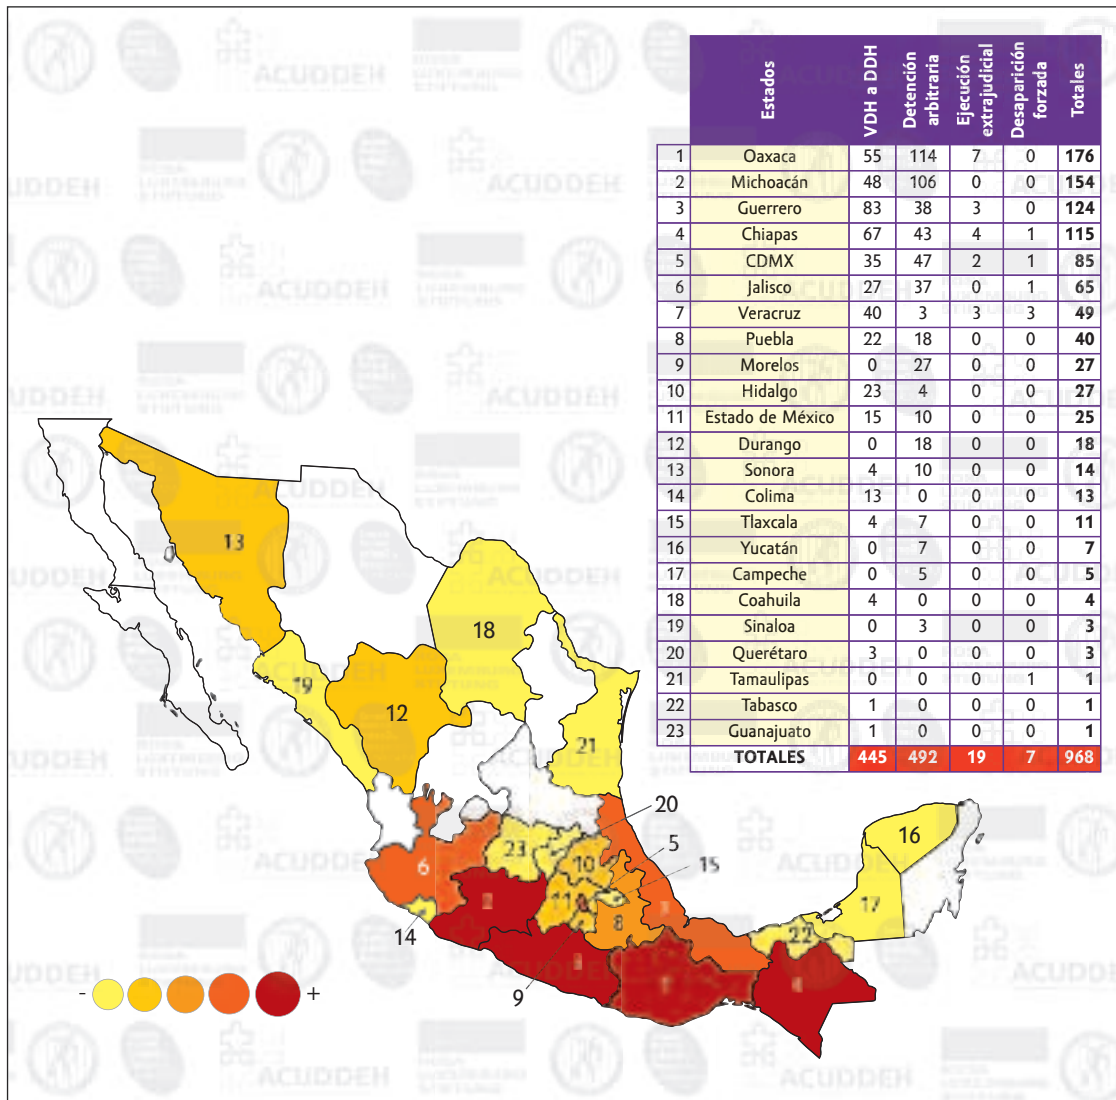 Estados VDH a DDH Detención arbitraria Ejecución extrajudicial Desaparición forzada Totales
1 Oaxaca 55 114 7 0 176
2 Michoacán 48 106 0 0 154
3 Guerrero 83 38 3 0 124
4 Chiapas 67 43 4 1 115
5 CDMX 35 47 2 1 85
6 Jalisco 27 37 0 1 65
7 Veracruz 40 3 3 3 49
8 Puebla 22 18 0 0 40
9 Morelos 0 27 0 0 27
10 Hidalgo 23 4 0 0 27
11 Estado de México 15 10 0 0 25
12 Durango 0 18 0 0 18
13 Sonora 4 10 0 0 14
14 Colima 13 0 0 0 13
15 Tlaxcala 4 7 0 0 11
16 Yucatán 0 7 0 0 7
17 Campeche 0 5 0 0 5
18 Coahuila 4 0 0 0 4
19 Sinaloa 0 3 0 0 3
20 Querétaro 3 0 0 0 3
21 Tamaulipas 0 0 0 1 1
22 Tabasco 1 0 0 0 1
23 Guanajuato 1 0 0 0 1
TOTALES 445 492 19 7 968
13
18
19
12
21
20
5
15
16
23
10
6
11
8
17
14
22
9
- +
ACUDDEH